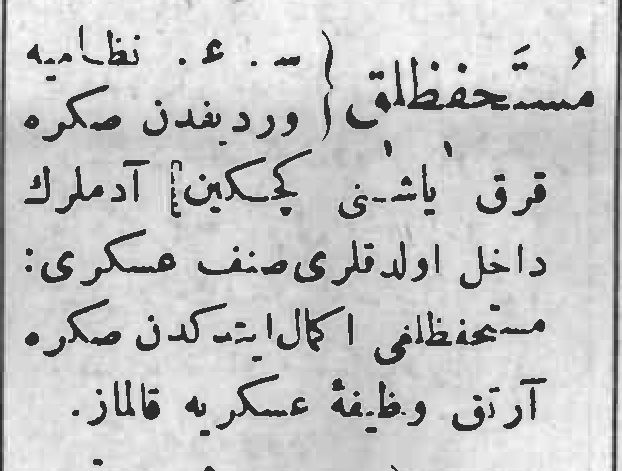 مُستَحفظلق } — . ء . نظامیه
وردیفدن صکره
قرق یاشنی کچکین] آدملرك
داخل اولدقلری صنف عسکری:
مستحفظلغی اکمال ایتدکدن صکره
آرتق وظیفۀ عسکریه قالماز.